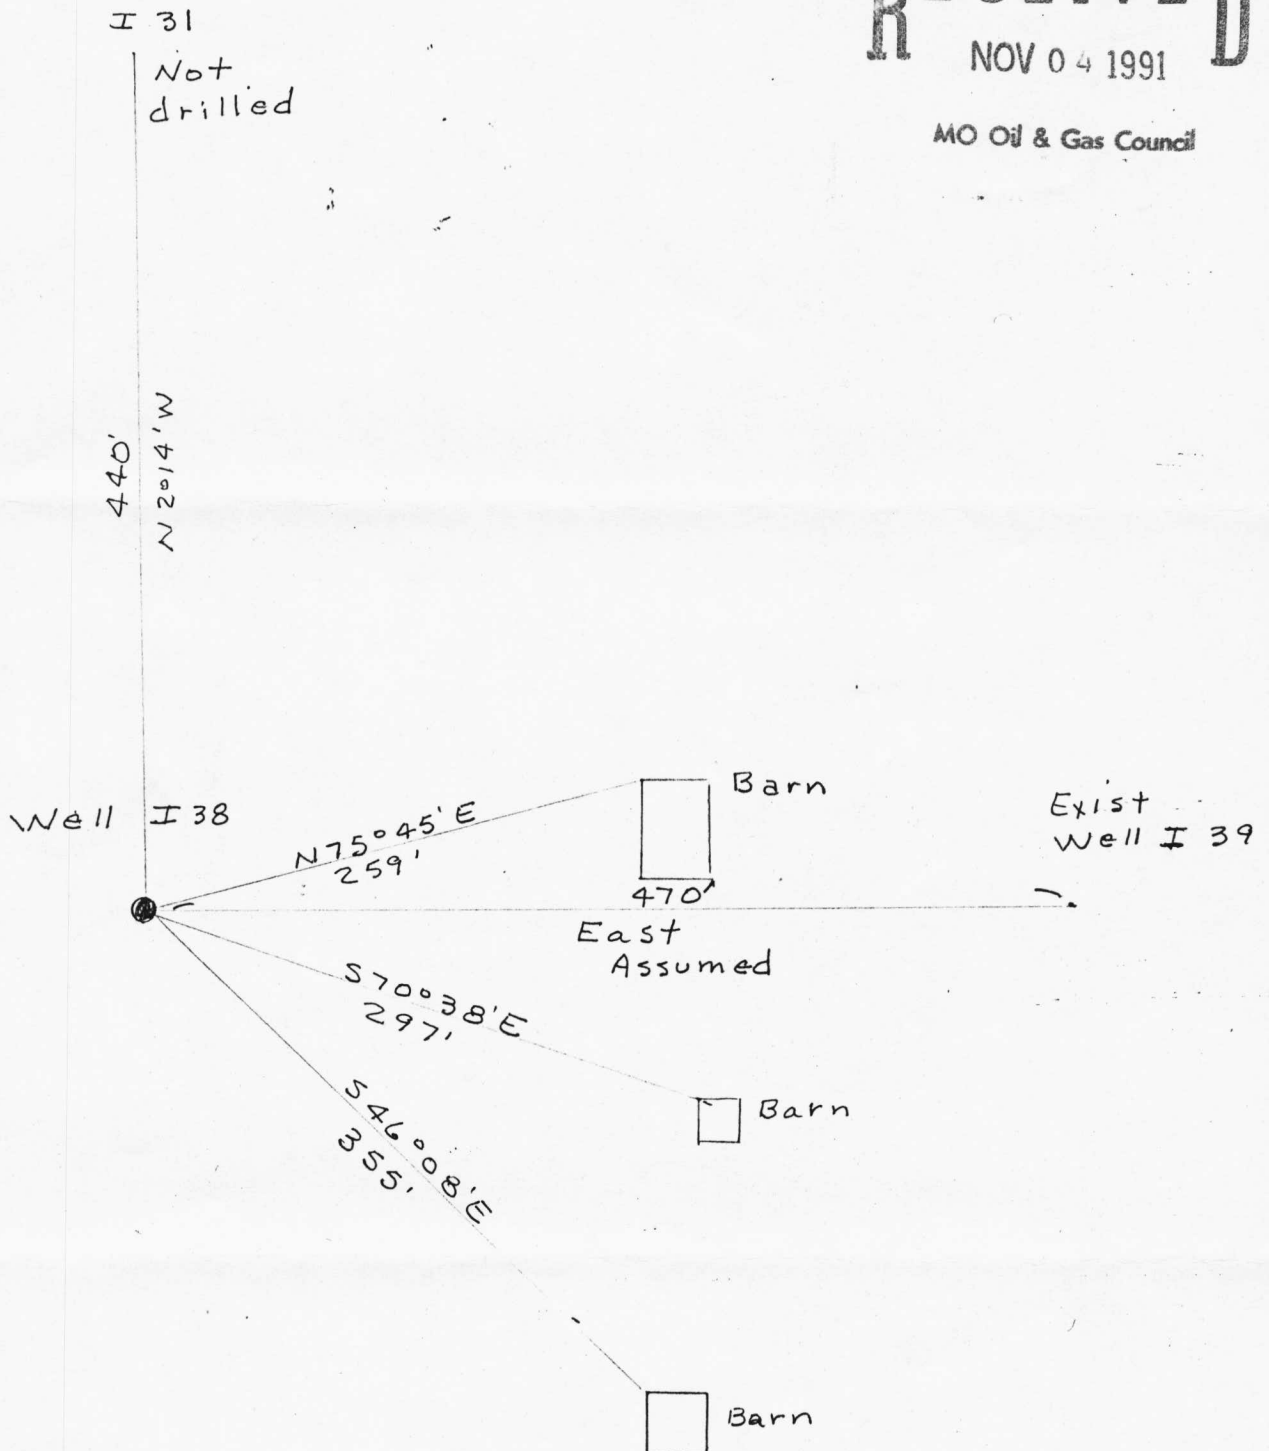 I 31
Not
drilled
NOV 04 1991
MO Oil & Gas Council
440'
N 2°14'W
Well I 38
N75°45'E
259'
Barn
470'
East
Assumed
Exist
Well I 39
S70°38'E
297'
Barn
S46°08'E
355'
Barn